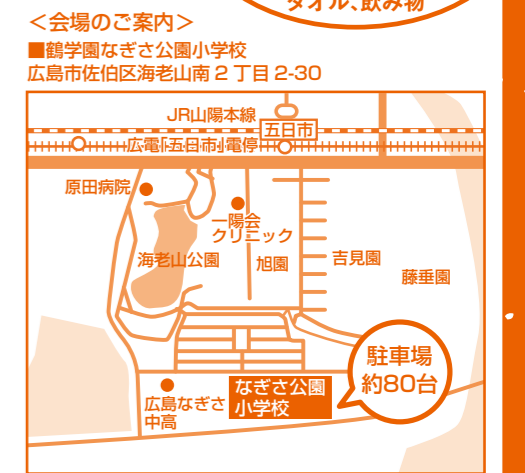 タオル、飲み物
＜会場のご案内＞
■鶴学園なぎさ公園小学校
広島市佐伯区海老山南２丁目2-30
JR山陽本線
五日市
広電「五日市」電停
原田病院
一陽会
クリニック
海老山公園
旭園
吉見園
藤垂園
駐車場
約80台
広島なぎさ
中高
なぎさ公園
小学校